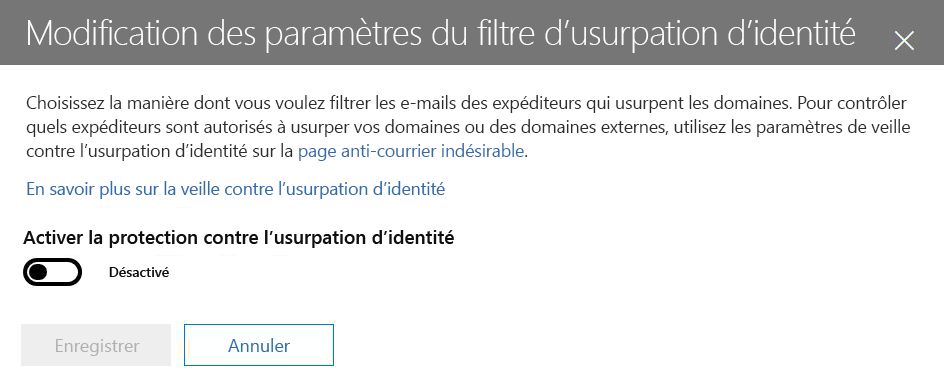 Modification des paramètres du filtre d’usurpation d’identité
Choisissez la manière dont vous voulez filtrer les e-mails des expéditeurs qui usurpent les domaines. Pour contrôler
quels expéditeurs sont autorisés à usurper vos domaines ou des domaines externes, utilisez les paramètres de veille
contre l’usurpation d’identité sur la page anti-courrier indésirable.
En savoir plus sur la veille contre l’usurpation d’identité
Activer la protection contre l’usurpation d’identité
Désactivé
Enregistrer
Annuler